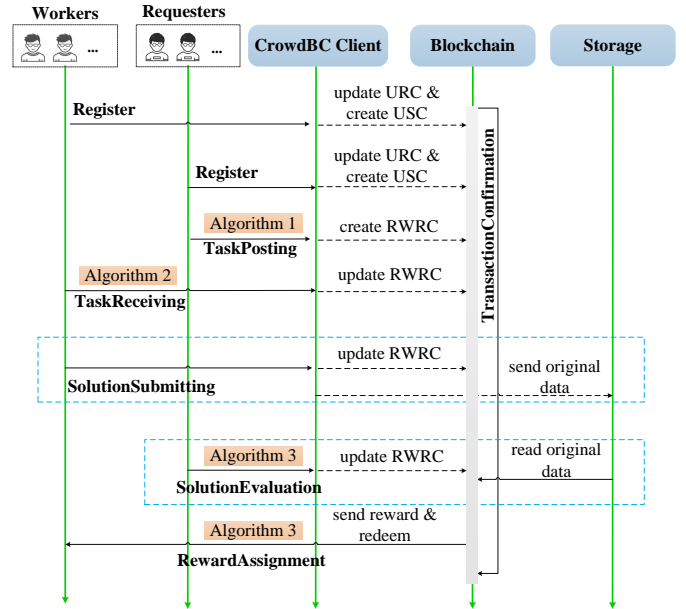 Workers
Requesters
...
...
CrowdBC Client
Blockchain
Storage
Register
update URC &
create USC
Register
update URC &
create USC
Algorithm 1
TaskPosting
create RWRC
Algorithm 2
TaskReceiving
update RWRC
TransactionConfirmation
SolutionSubmitting
update RWRC
send original
data
Algorithm 3
SolutionEvaluation
update RWRC
read original
data
Algorithm 3
RewardAssignment
send reward &
redeem